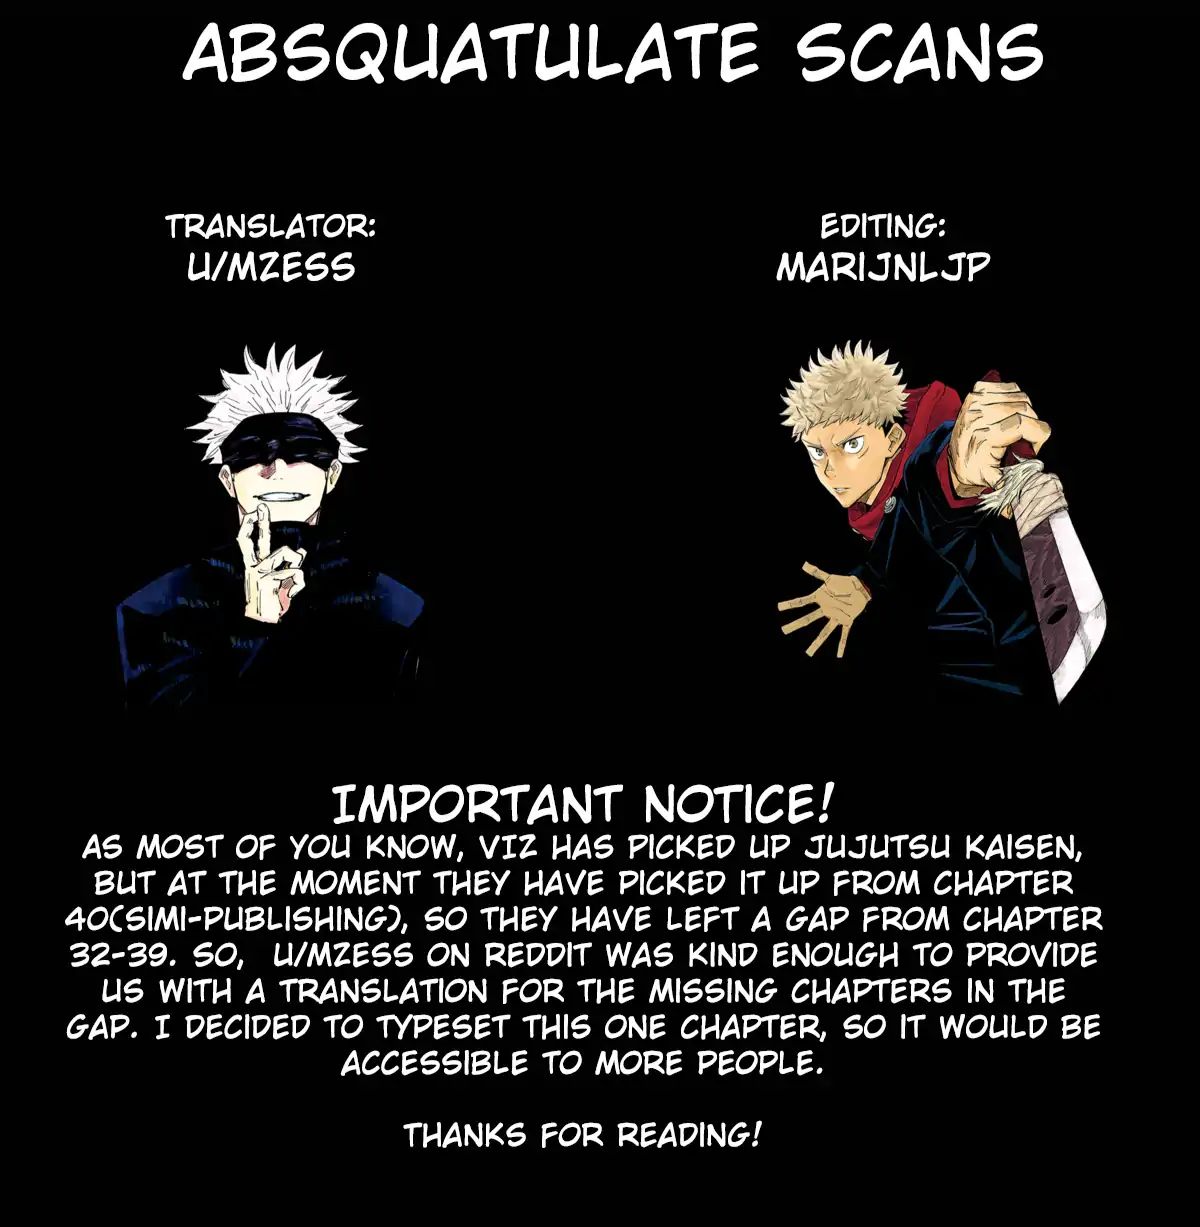 ABSQUATULATE SCANS
TRANSLATOR:
U/MZESS
EDITING:
MARIJNLJP
IMPORTANT NOTICE!
AS MOST OF YOU KNOW, VIZ HAS PICKED UP JUJUTSU KAISEN,
BUT AT THE MOMENT THEY HAVE PICKED IT UP FROM CHAPTER
40(SIMI-PUBLISHING), SO THEY HAVE LEFT A GAP FROM CHAPTER
32-39. SO, U/MZESS ON REDDIT WAS KIND ENOUGH TO PROVIDE
US WITH A TRANSLATION FOR THE MISSING CHAPTERS IN THE
GAP. I DECIDED TO TYPESET THIS ONE CHAPTER, SO IT WOULD BE
ACCESSIBLE TO MORE PEOPLE.
THANKS FOR READING!